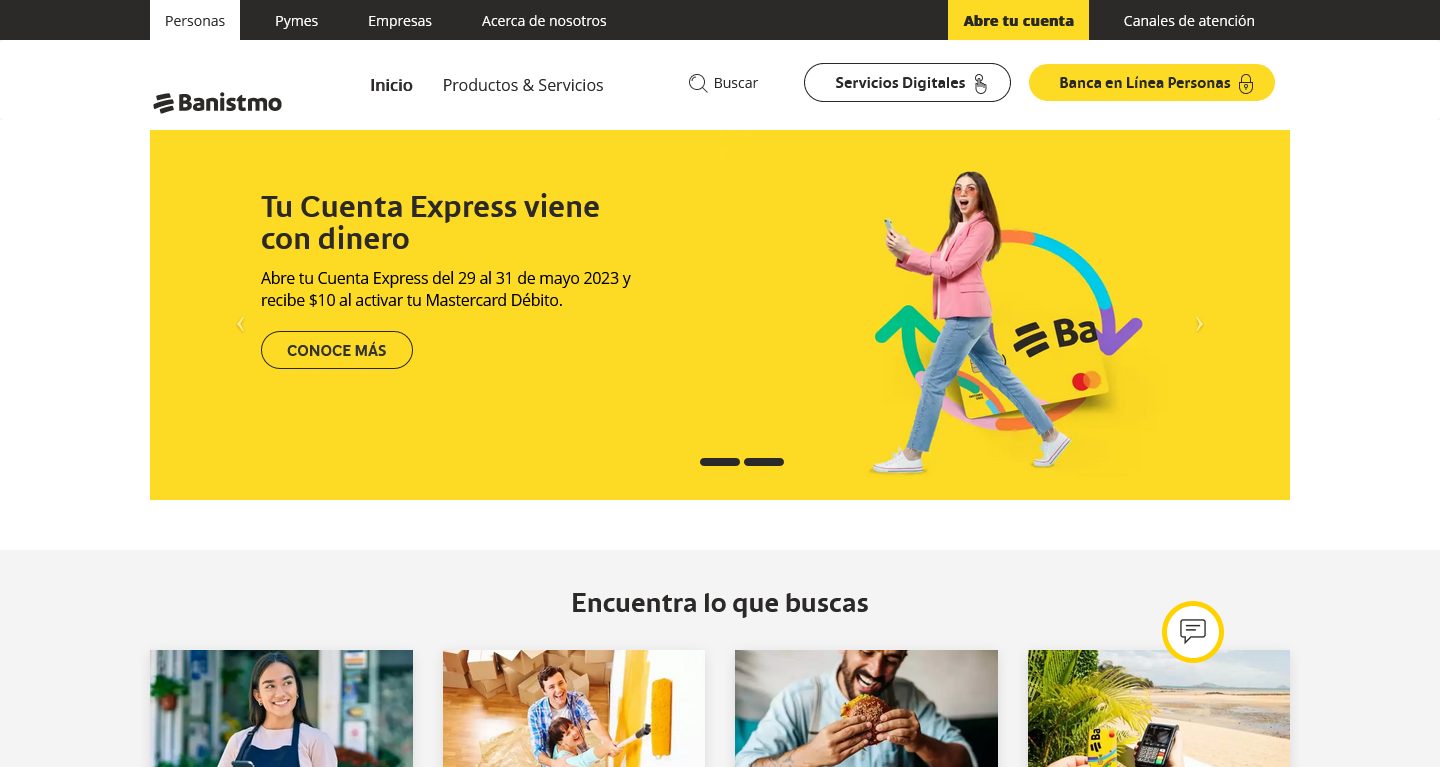 Personas
Pymes
Empresas
Acerca de nosotros
Abre tu cuenta
Canales de atención
Banistmo
Inicio
Productos & Servicios
Buscar
Servicios Digitales
Banca en Línea Personas
Tu Cuenta Express viene
con dinero
Abre tu Cuenta Express del 29 al 31 de mayo 2023 y
recibe $10 al activar tu Mastercard Débito.
CONOCE MÁS
Ba
Encuentra lo que buscas
Ba